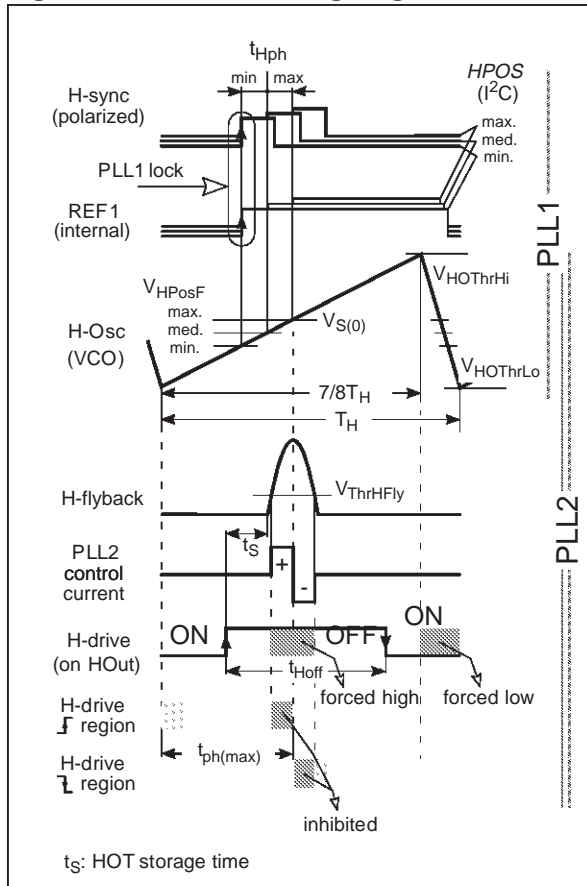 tHph
min max
HPOS
(I²C)
H-sync
(polarized)
max.
med.
min.
PLL1 lock
REF1
(internal)
PLL1
VHPosF
max.
med.
min.
H-Osc
(VCO)
VHOThrHi
VS(0)
VHOThrLo
7/8TH
TH
H-flyback
VThrHFly
tS
PLL2
control
current
+
-
PLL2
H-drive
(on HOut)
ON
OFF
ON
tHoff
forced high
forced low
H-drive
region
H-drive
region
tph(max)
inhibited
tS: HOT storage time